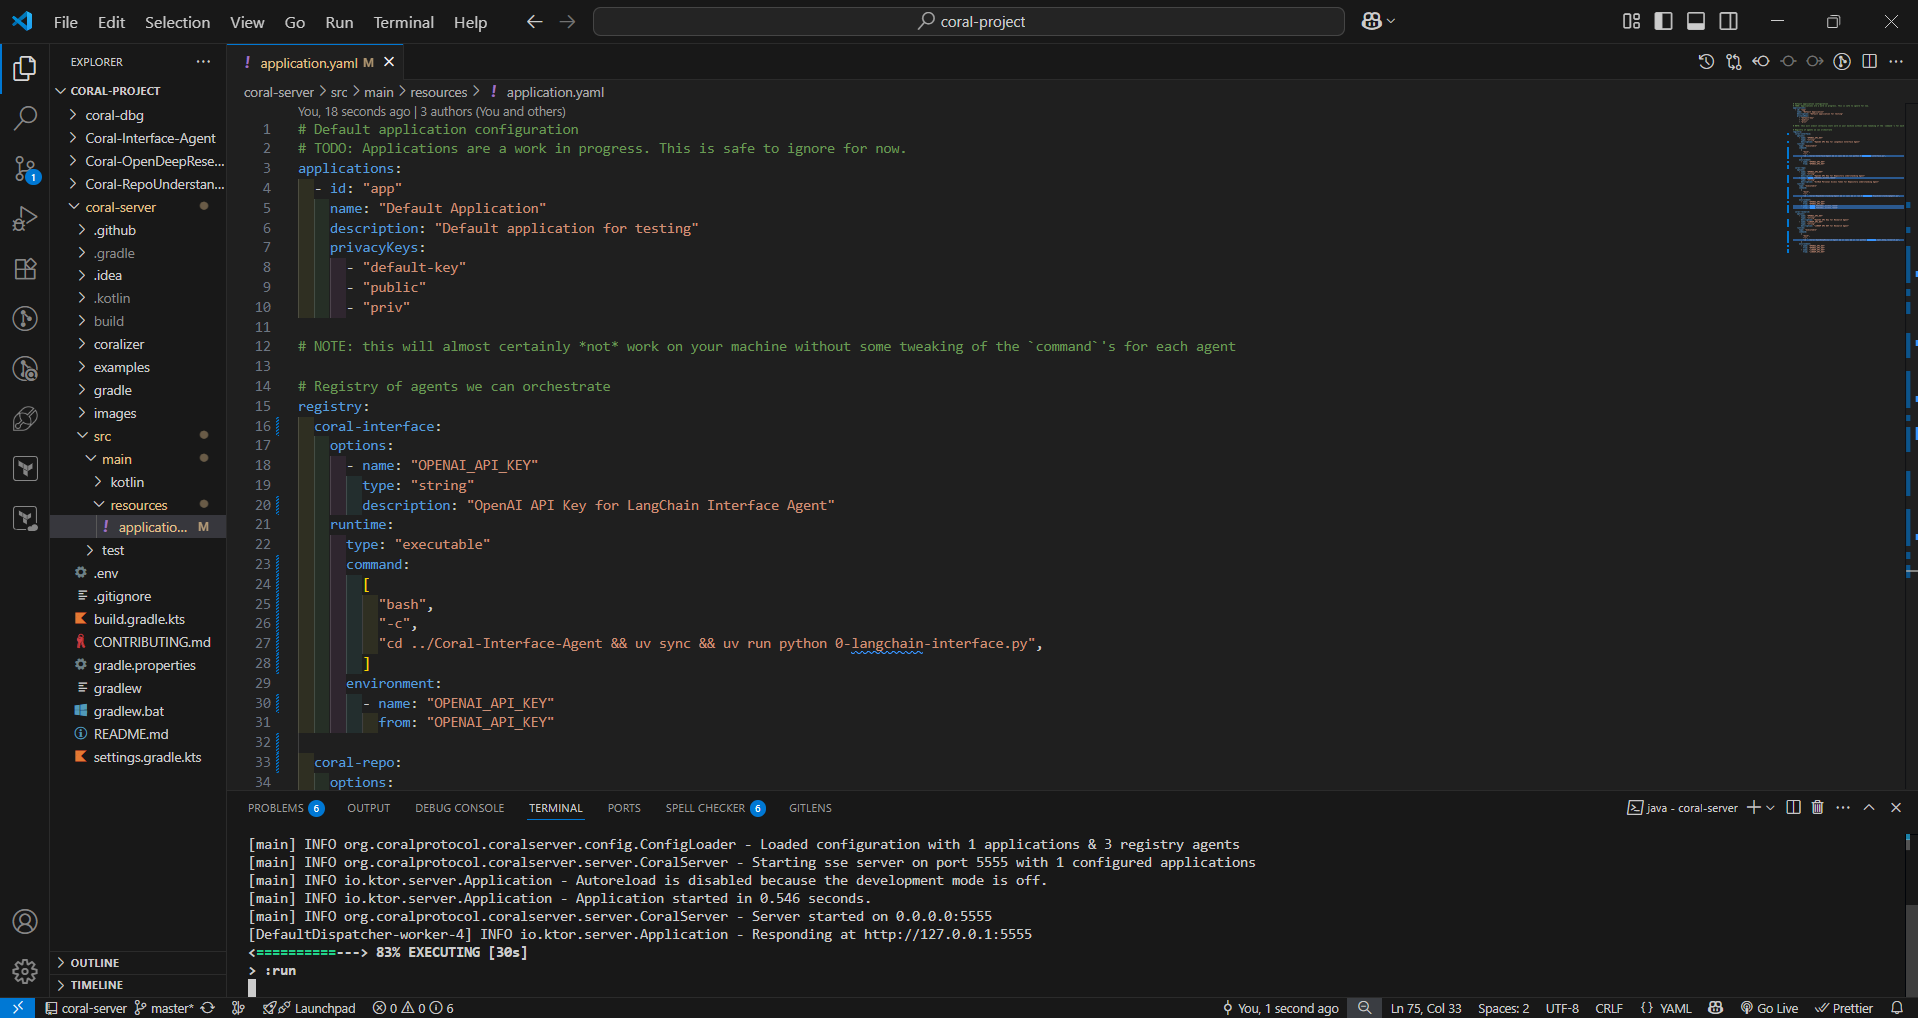 File Edit Selection View Go Run Terminal Help
coral-project
EXPLORER
CORAL-PROJECT
coral-dbg
Coral-Interface-Agent
Coral-OpenDeepRese...
Coral-RepoUnderstan...
coral-server
.github
.gradle
.idea
.kotlin
build
coralizer
examples
gradle
images
src
main
kotlin
resources
! applicatio... M
test
.env
.gitignore
build.gradle.kts
CONTRIBUTING.md
gradle.properties
gradlew
gradlew.bat
README.md
settings.gradle.kts
OUTLINE
TIMELINE
1
! application.yaml M
coral-server > src > main > resources > ! application.yaml
You, 18 seconds ago | 3 authors (You and others)
1 # Default application configuration
2 # TODO: Applications are a work in progress. This is safe to ignore for now.
3 applications:
4 - id: "app"
5 name: "Default Application"
6 description: "Default application for testing"
7 privacyKeys:
8 - "default-key"
9 - "public"
10 - "priv"
11
12 # NOTE: this will almost certainly *not* work on your machine without some tweaking of the `command`'s for each agent
13
14 # Registry of agents we can orchestrate
15 registry:
16 coral-interface:
17 options:
18 - name: "OPENAI_API_KEY"
19 type: "string"
20 description: "OpenAI API Key for LangChain Interface Agent"
21 runtime:
22 type: "executable"
23 command:
24 [
25 "bash",
26 "-c",
27 "cd ../Coral-Interface-Agent && uv sync && uv run python 0-langchain-interface.py",
28 ]
29 environment:
30 - name: "OPENAI_API_KEY"
31 from: "OPENAI_API_KEY"
32
33 coral-repo:
34 options:
PROBLEMS 6 OUTPUT DEBUG CONSOLE TERMINAL PORTS SPELL CHECKER 6 GITLENS
java - coral-server
[main] INFO org.coralprotocol.coralserver.config.ConfigLoader - Loaded configuration with 1 applications & 3 registry agents
[main] INFO org.coralprotocol.coralserver.server.CoralServer - Starting sse server on port 5555 with 1 configured applications
[main] INFO io.ktor.server.Application - Autoreload is disabled because the development mode is off.
[main] INFO io.ktor.server.Application - Application started in 0.546 seconds.
[main] INFO org.coralprotocol.coralserver.server.CoralServer - Server started on 0.0.0.0:5555
[DefaultDispatcher-worker-4] INFO io.ktor.server.Application - Responding at http://127.0.0.1:5555
<==========---> 83% EXECUTING [30s]
> :run
coral-server master* Launchpad 0 0 6 You, 1 second ago Ln 75, Col 33 Spaces: 2 UTF-8 CRLF {} YAML Go Live Prettier